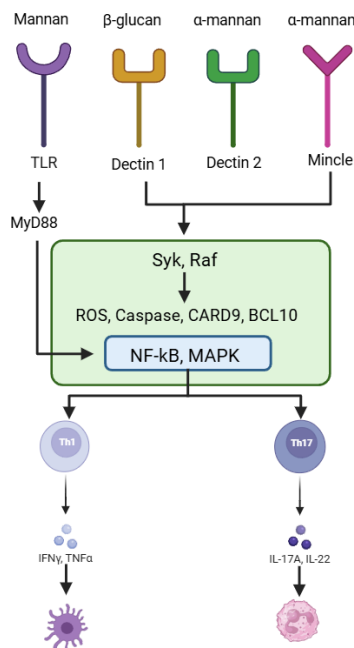 Mannan β-glucan α-mannan α-mannan
TLR Dectin 1 Dectin 2 Mincle
MyD88
Syk, Raf
ROS, Caspase, CARD9, BCL10
NF-kB, MAPK
Th1 Th17
IFNγ, TNFα IL-17A, IL-22